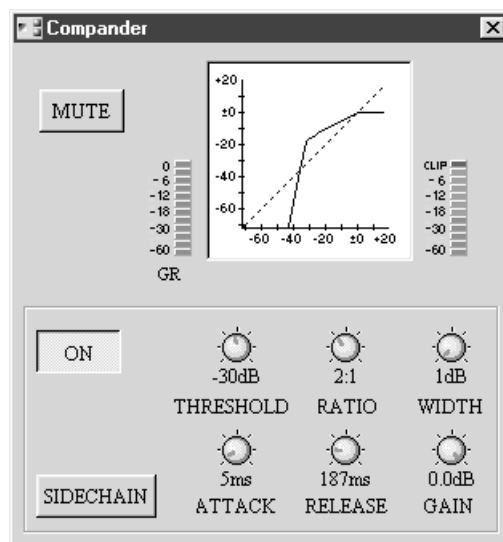 Compander
MUTE
+20
±0
-20
-40
-60
-60 -40 -20 ±0 +20
0
-6
-12
-18
-30
-60
GR
CLIP
-6
-12
-18
-30
-60
ON
-30dB
THRESHOLD
2:1
RATIO
1dB
WIDTH
SIDECHAIN
5ms
ATTACK
187ms
RELEASE
0.0dB
GAIN